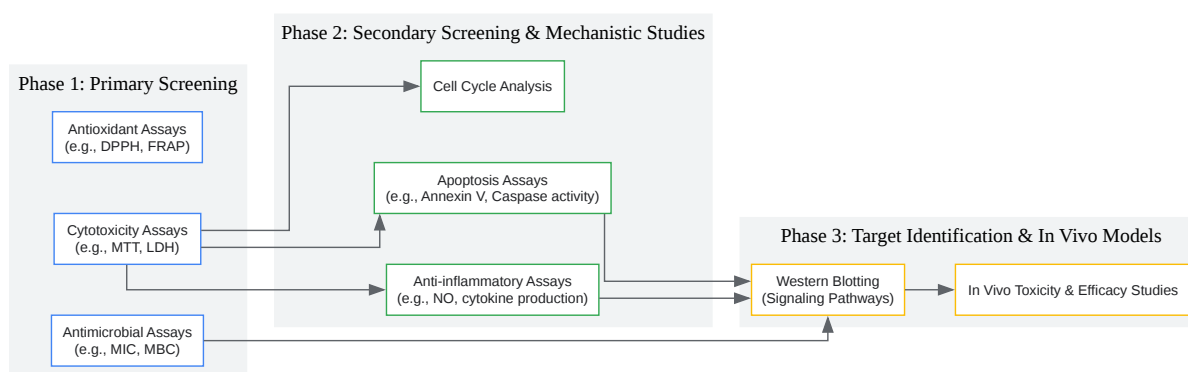 Phase 1: Primary Screening
Antioxidant Assays
(e.g., DPPH, FRAP)
Cytotoxicity Assays
(e.g., MTT, LDH)
Antimicrobial Assays
(e.g., MIC, MBC)
Phase 2: Secondary Screening & Mechanistic Studies
Cell Cycle Analysis
Apoptosis Assays
(e.g., Annexin V, Caspase activity)
Anti-inflammatory Assays
(e.g., NO, cytokine production)
Phase 3: Target Identification & In Vivo Models
Western Blotting
(Signaling Pathways)
In Vivo Toxicity & Efficacy Studies